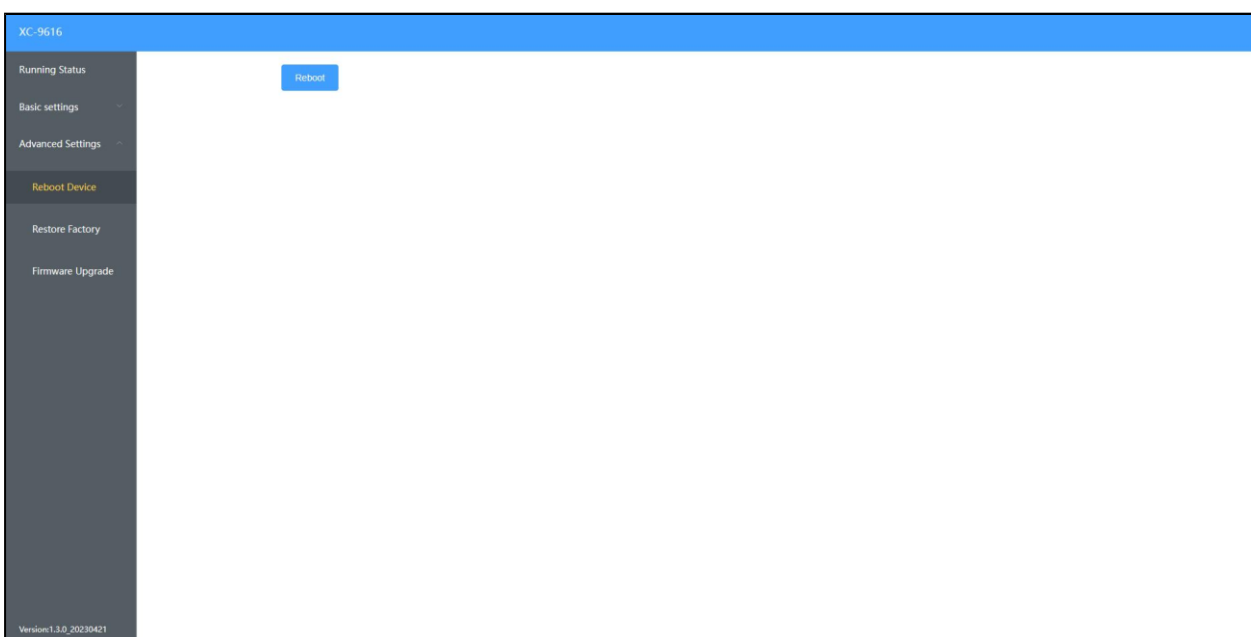 XC-9616
Running Status
Reboot
Basic settings
Advanced Settings
Reboot Device
Restore Factory
Firmware Upgrade
Version:1.3.0_20230421